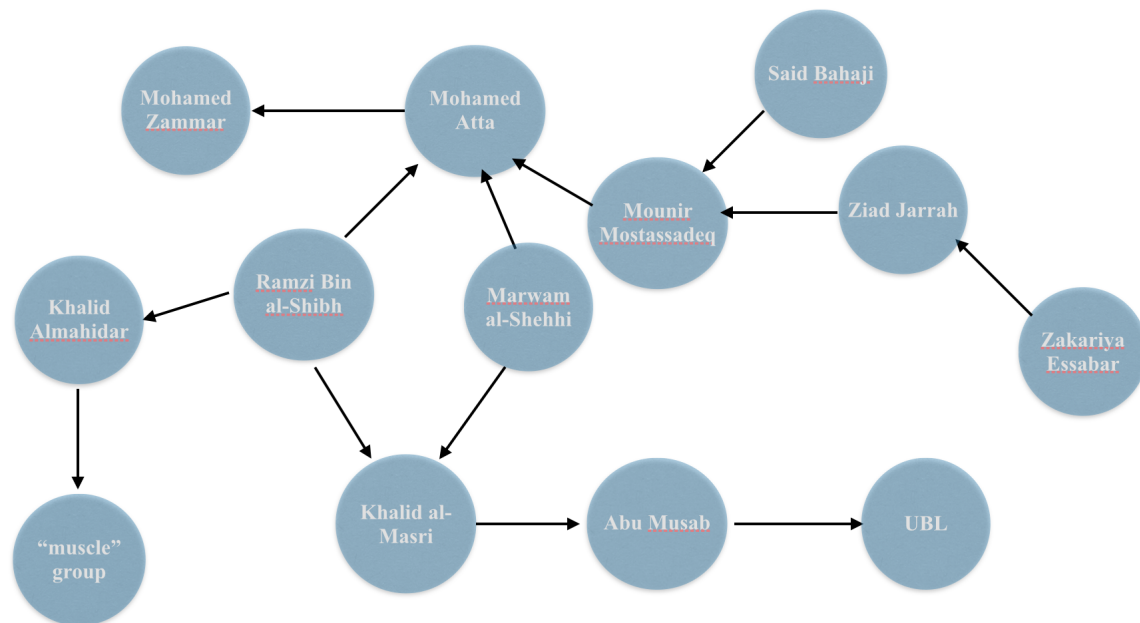 Mohamed
Zammar
Mohamed
Atta
Said Bahaji
Mounir
Mostassadeq
Ziad Jarrah
Khalid
Almahidar
Ramzi Bin
al-Shibh
Marwam
al-Shehhi
Zakariya
Essabar
“muscle”
group
Khalid al-
Masri
Abu Musab
UBL